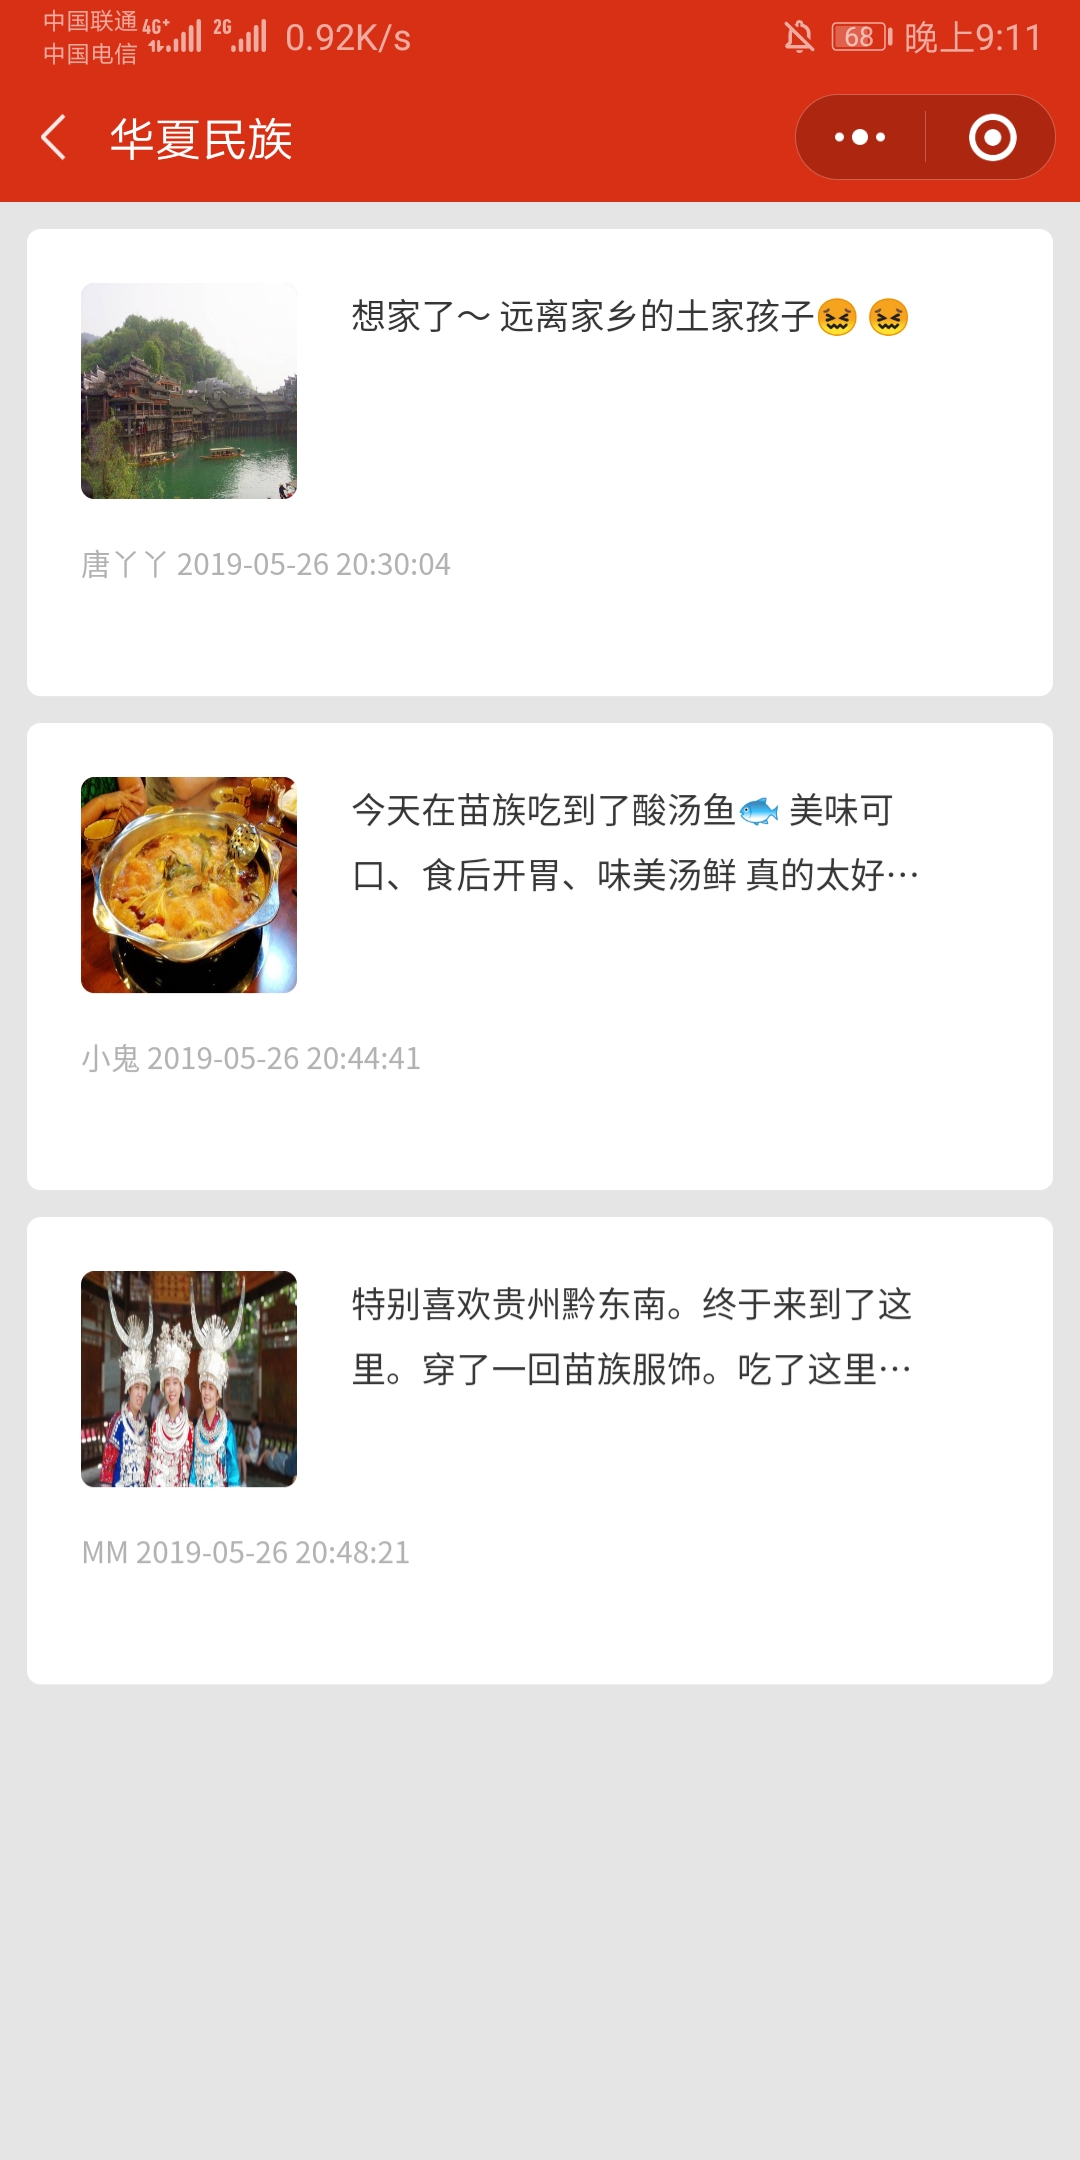 中国联通 4G+ 2G 0.92K/s 68 晚上9:11
中国电信
华夏民族
想家了～ 远离家乡的土家孩子😖 😖
唐丫丫 2019-05-26 20:30:04
今天在苗族吃到了酸汤鱼🐟 美味可
口、食后开胃、味美汤鲜 真的太好…
小鬼 2019-05-26 20:44:41
特别喜欢贵州黔东南。终于来到了这
里。穿了一回苗族服饰。吃了这里…
MM 2019-05-26 20:48:21